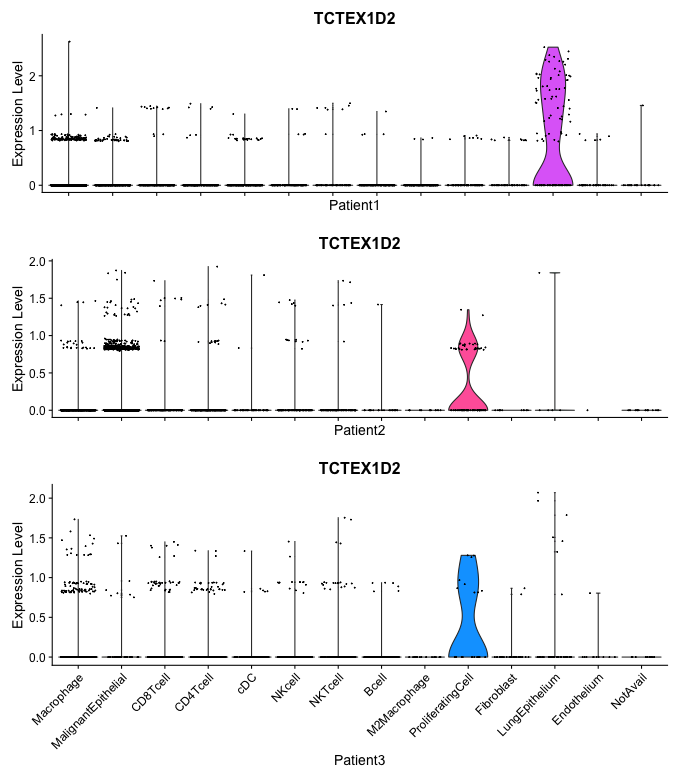 TCTEX1D2
Expression Level
2
1
0
Patient1
TCTEX1D2
Expression Level
2.0
1.5
1.0
0.5
0.0
Patient2
TCTEX1D2
Expression Level
2.0
1.5
1.0
0.5
0.0
Macrophage
MalignantEpithelial
CD8Tcell
CD4Tcell
cDC
NKcell
NKTcell
Bcell
M2Macrophage
ProliferatingCell
Fibroblast
LungEpithelium
Endothelium
NotAvail
Patient3